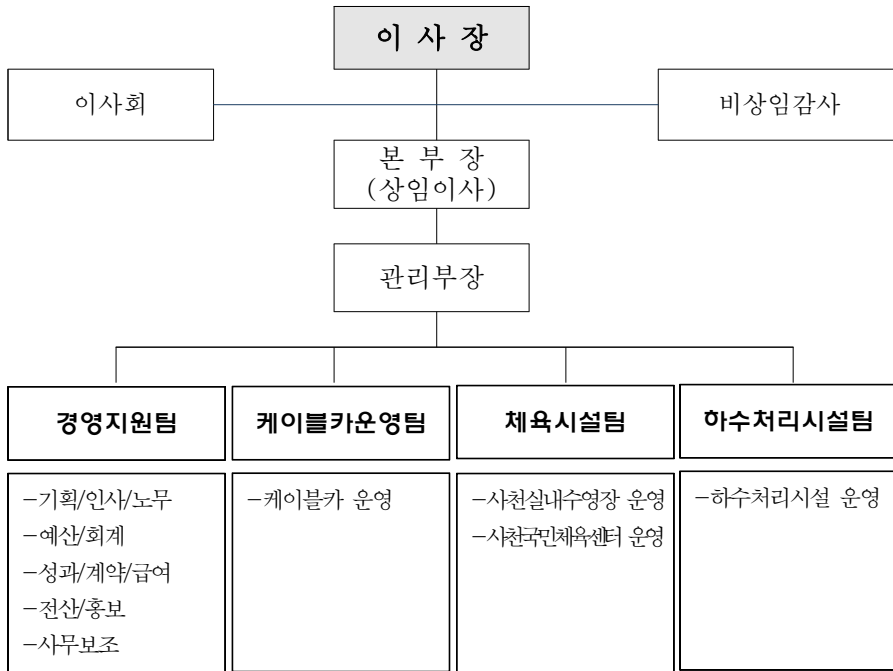 이 사 장
이사회
비상임감사
본 부 장
(상임이사)
관리부장
경영지원팀
케이블카운영팀
체육시설팀
하수처리시설팀
-기획/인사/노무
-예산/회계
-성과/계약/급여
-전산/홍보
-사무보조
-케이블카 운영
-사천실내수영장 운영
-사천국민체육센터 운영
-하수처리시설 운영